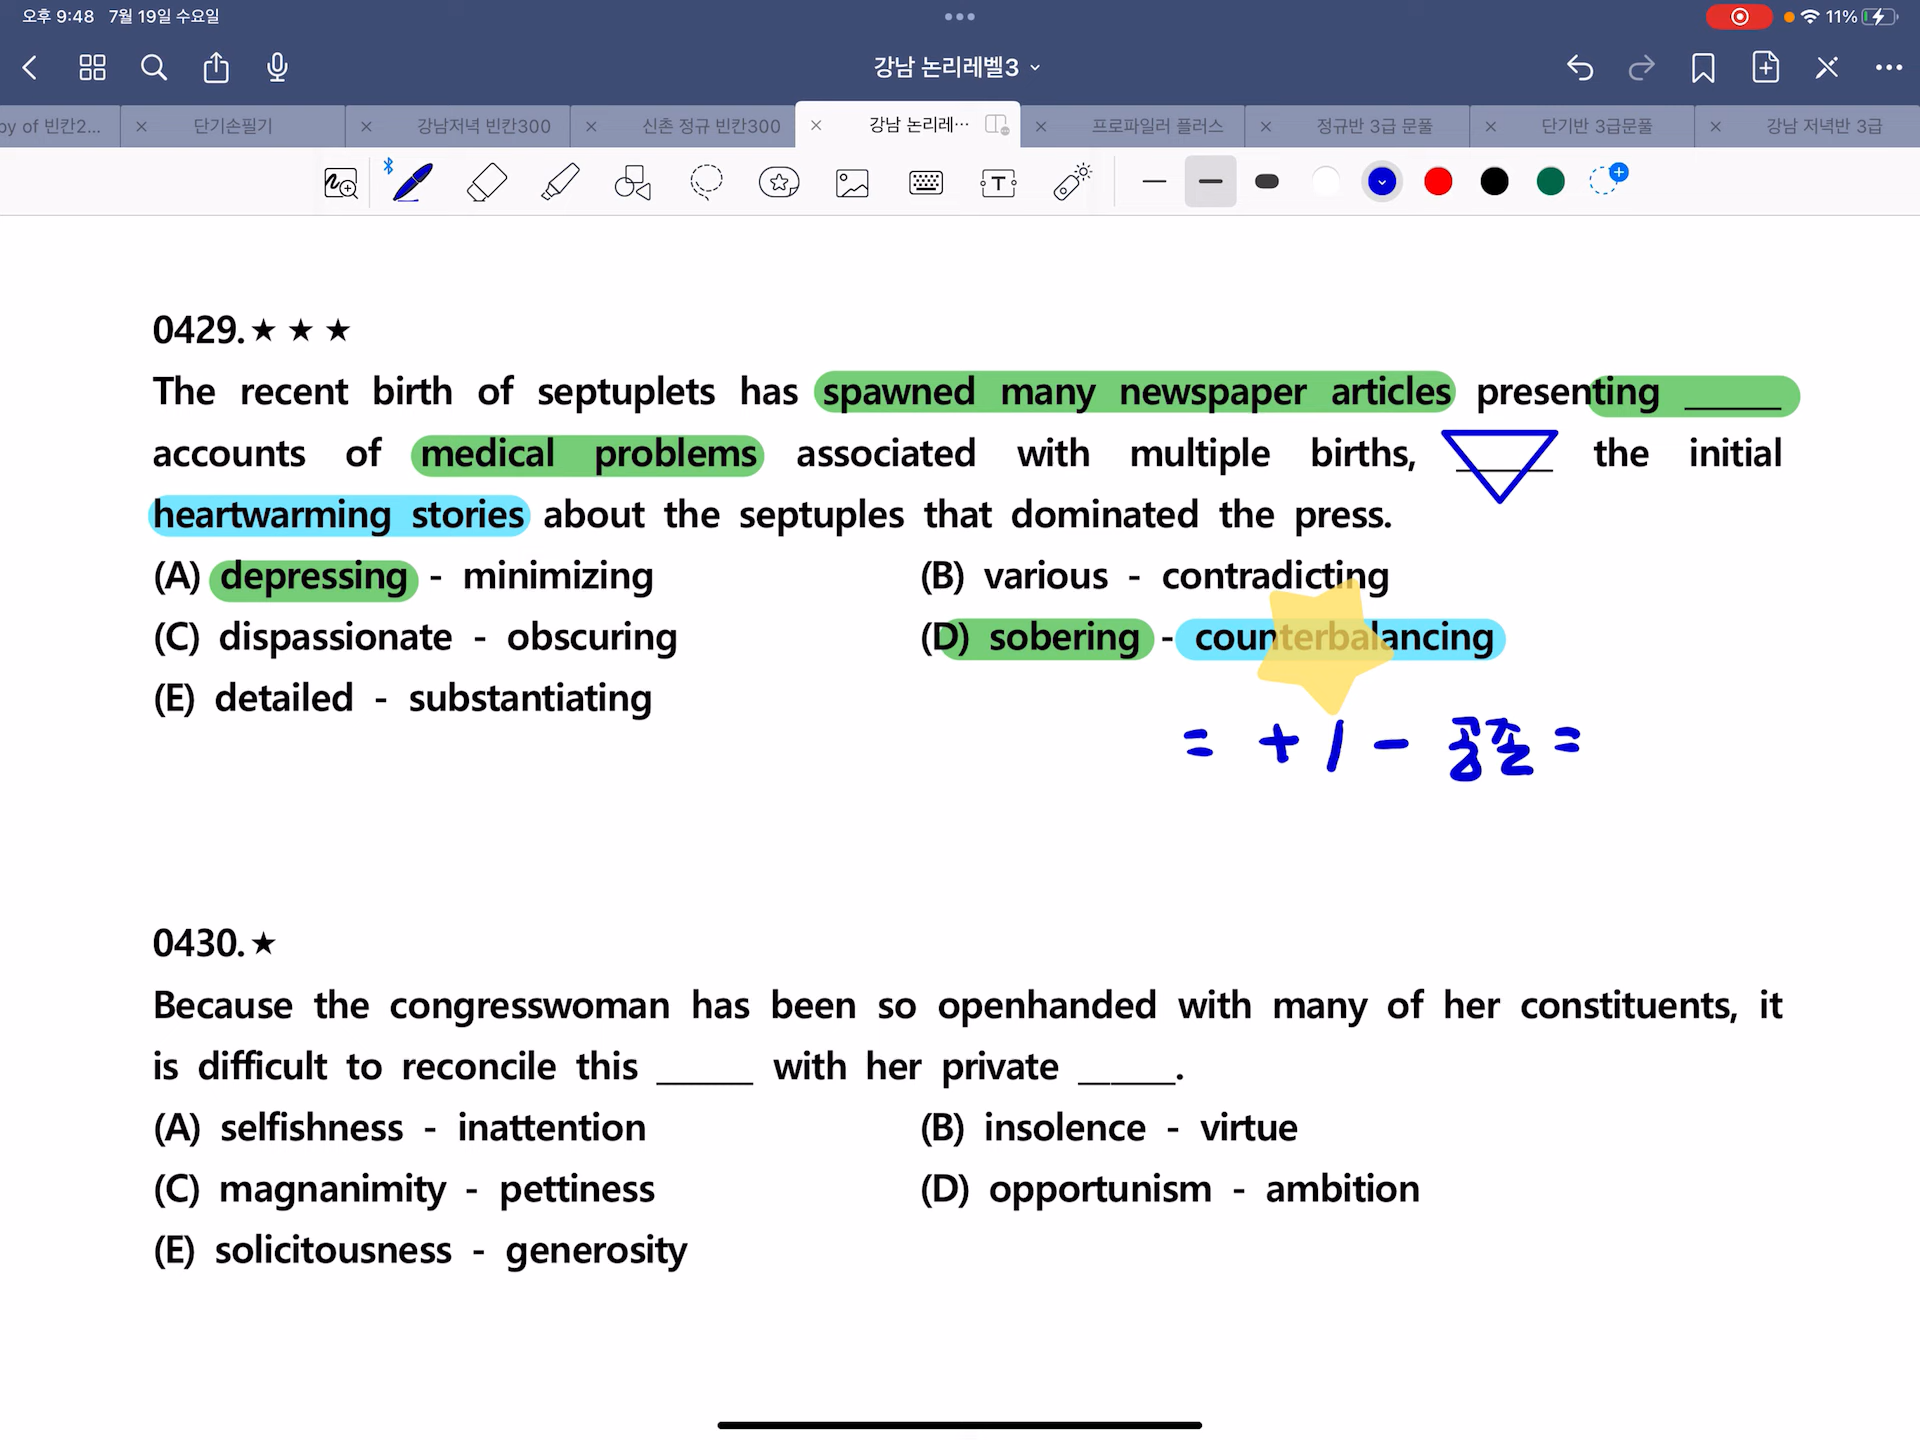 오후 9:48 7월 19일 수요일
11%
강남 논리레벨3
by of 빈칸2...
단기손필기
강남저녁 빈칸300
신촌 정규 빈칸300
강남 논리레…
프로파일러 플러스
정규반 3급 문풀
단기반 3급문풀
강남 저녁반 3급
0429.★ ★ ★
The recent birth of septuplets has spawned many newspaper articles presenting ______
accounts of medical problems associated with multiple births, ______ the initial
heartwarming stories about the septuples that dominated the press.
(A) depressing - minimizing (B) various - contradicting
(C) dispassionate - obscuring (D) sobering - counterbalancing
(E) detailed - substantiating
= + / - 공존 =
0430.★
Because the congresswoman has been so openhanded with many of her constituents, it
is difficult to reconcile this ______ with her private ______.
(A) selfishness - inattention (B) insolence - virtue
(C) magnanimity - pettiness (D) opportunism - ambition
(E) solicitousness - generosity